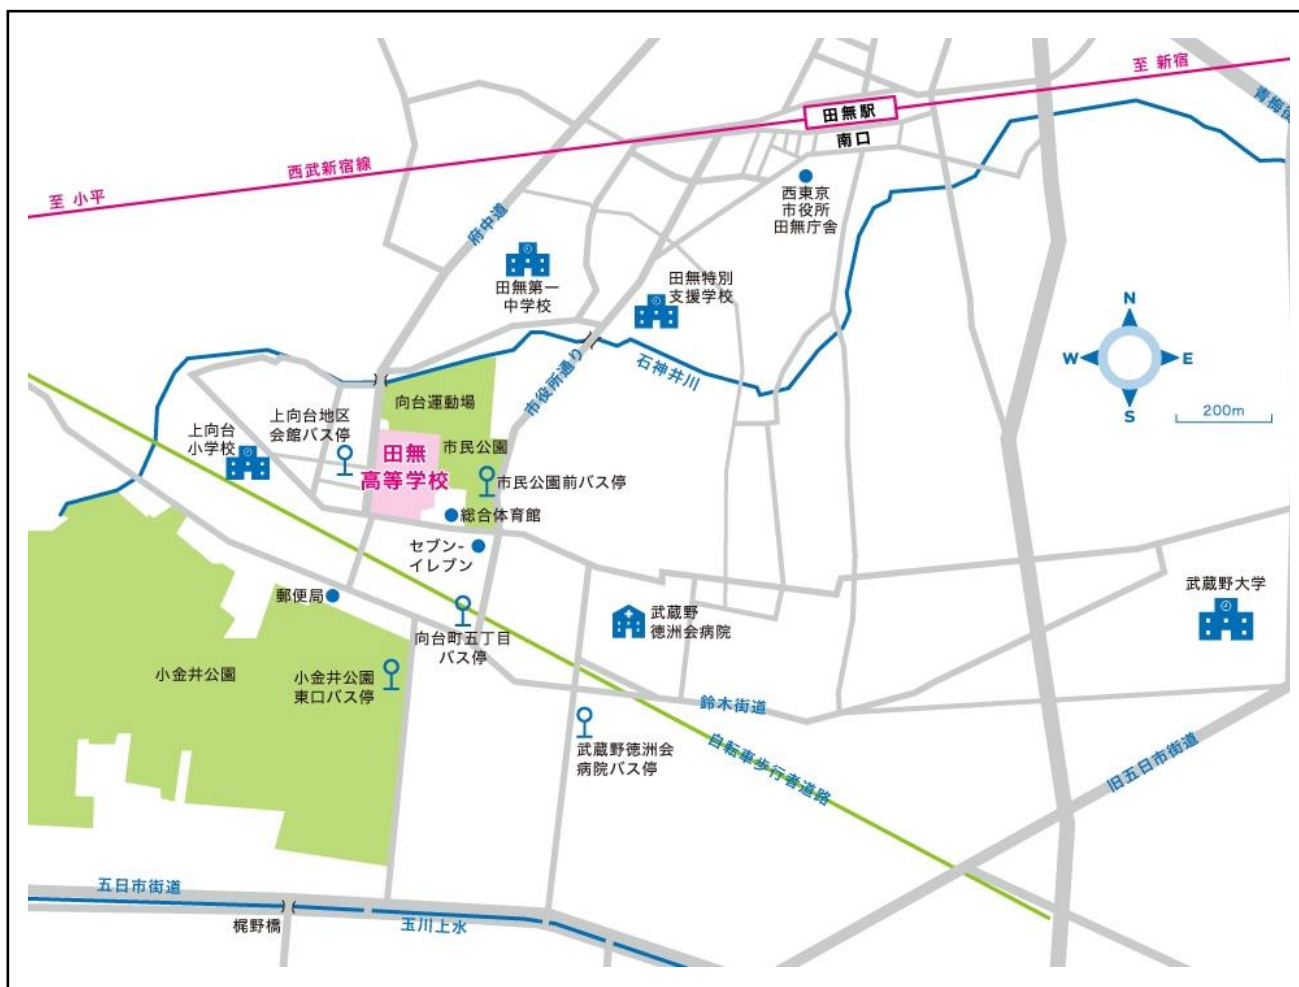 至 新宿
青梅街
田無駅
南口
西武新宿線
至 小平
西東京
市役所
田無庁舎
府中道
田無第一
中学校
田無特別
支援学校
石神井川
市役所通り
N
W
E
S
200m
向台運動場
上向台地区
会館バス停
上向台
小学校
田無
高等学校
市民公園
市民公園前バス停
総合体育館
セブン-
イレブン
郵便局
武蔵野大学
武蔵野
徳洲会病院
向台町五丁目
バス停
小金井公園
小金井公園
東口バス停
鈴木街道
武蔵野徳洲会
病院バス停
自転車歩行者道路
旧五日市街道
五日市街道
梶野橋
玉川上水